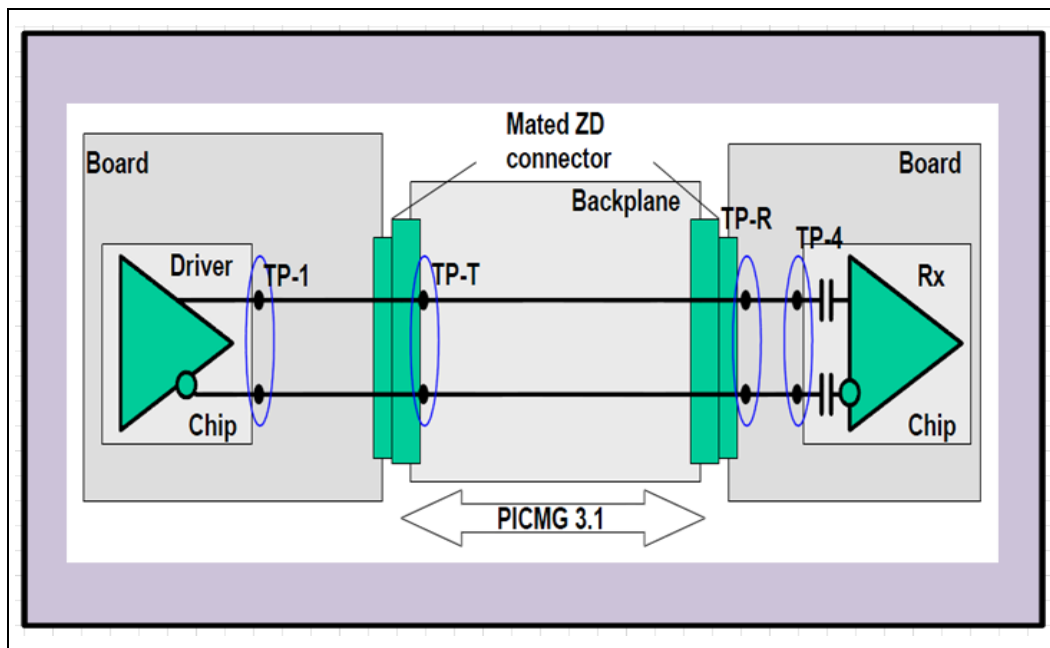 Mated ZD
connector
Board
Board
Backplane
TP-R
TP-4
Driver
TP-1
TP-T
Rx
Chip
Chip
PICMG 3.1